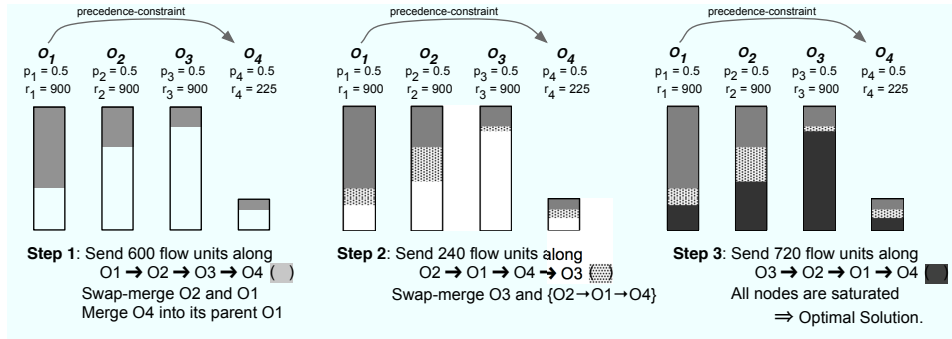 precedence-constraint
O1 O2 O3 O4
p1 = 0.5 p2 = 0.5 p3 = 0.5 p4 = 0.5
r1 = 900 r2 = 900 r3 = 900 r4 = 225
Step 1: Send 600 flow units along
O1 → O2 → O3 → O4 ( )
Swap-merge O2 and O1
Merge O4 into its parent O1
precedence-constraint
O1 O2 O3 O4
p1 = 0.5 p2 = 0.5 p3 = 0.5 p4 = 0.5
r1 = 900 r2 = 900 r3 = 900 r4 = 225
Step 2: Send 240 flow units along
O2 → O1 → O4 → O3 ( )
Swap-merge O3 and {O2→O1→O4}
precedence-constraint
O1 O2 O3 O4
p1 = 0.5 p2 = 0.5 p3 = 0.5 p4 = 0.5
r1 = 900 r2 = 900 r3 = 900 r4 = 225
Step 3: Send 720 flow units along
O3 → O2 → O1 → O4 ( )
All nodes are saturated
⇒ Optimal Solution.